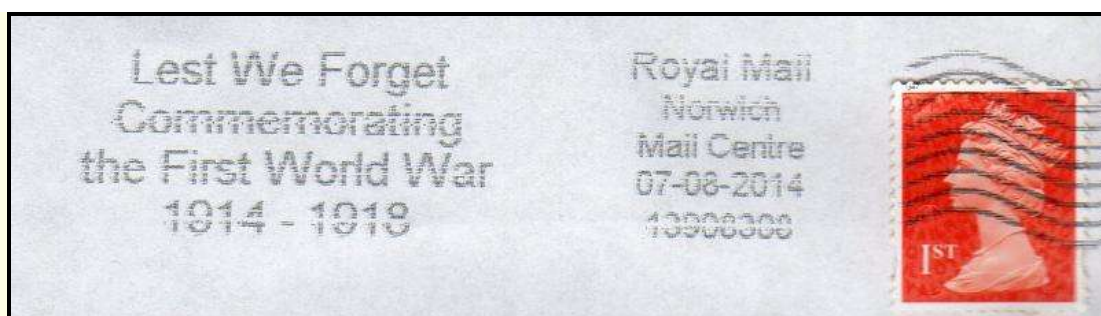 Lest We Forget
Commemorating
the First World War
1914 - 1918
Royal Mail
Norwich
Mail Centre
07-08-2014
13908308
1ST